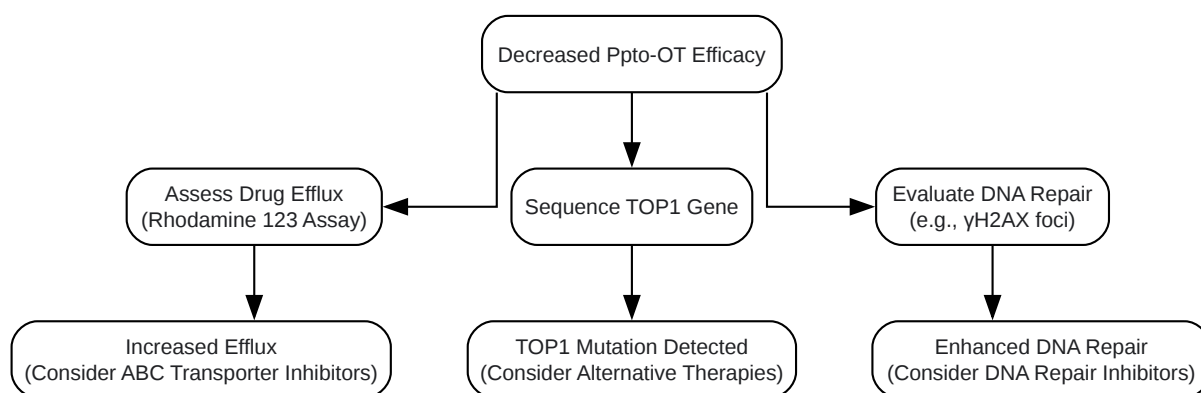 Decreased Ppto-OT Efficacy
Assess Drug Efflux
(Rhodamine 123 Assay)
Sequence TOP1 Gene
Evaluate DNA Repair
(e.g., γH2AX foci)
Increased Efflux
(Consider ABC Transporter Inhibitors)
TOP1 Mutation Detected
(Consider Alternative Therapies)
Enhanced DNA Repair
(Consider DNA Repair Inhibitors)